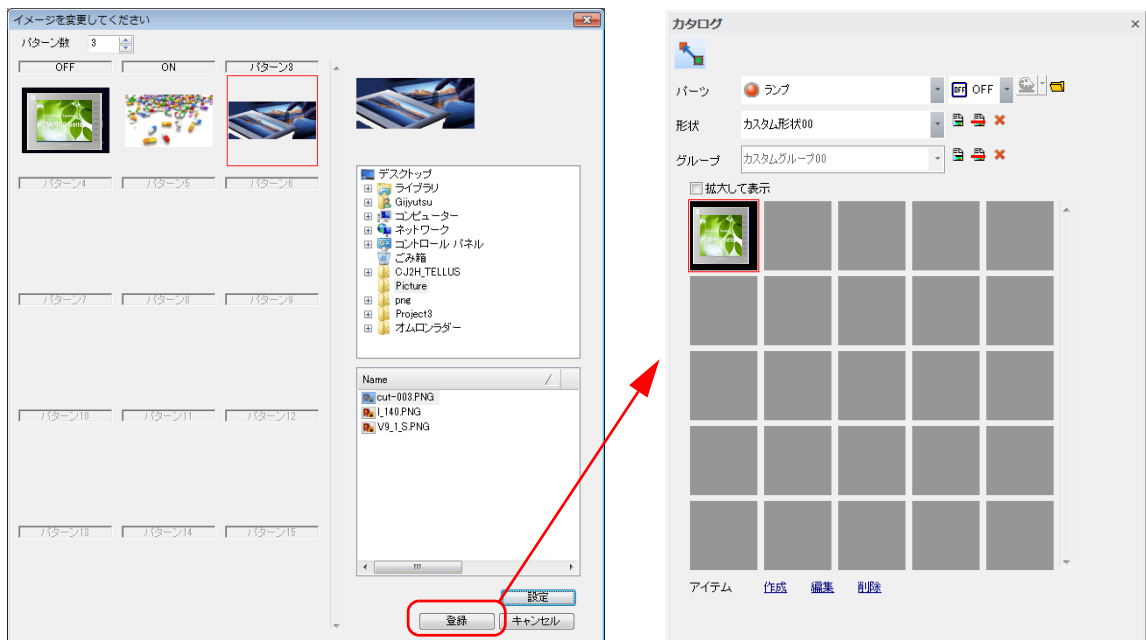 イメージを変更してください
パターン数 3
OFF ON パターン3
パターン4 パターン5 パターン6
パターン7 パターン8 パターン9
パターン10 パターン11 パターン12
パターン13 パターン14 パターン15
デスクトップ
ライブラリ
Gijyutsu
コンピューター
ネットワーク
コントロール パネル
ごみ箱
CJ2H_TELLUS
Picture
png
Project3
オムロンラダー
Name
cut-003.PNG
I_140.PNG
V9_1_S.PNG
設定
登録 キャンセル
カタログ
パーツ ランプ OFF OFF
形状 カスタム形状00
グループ カスタムグループ00
拡大して表示
アイテム 作成 編集 削除